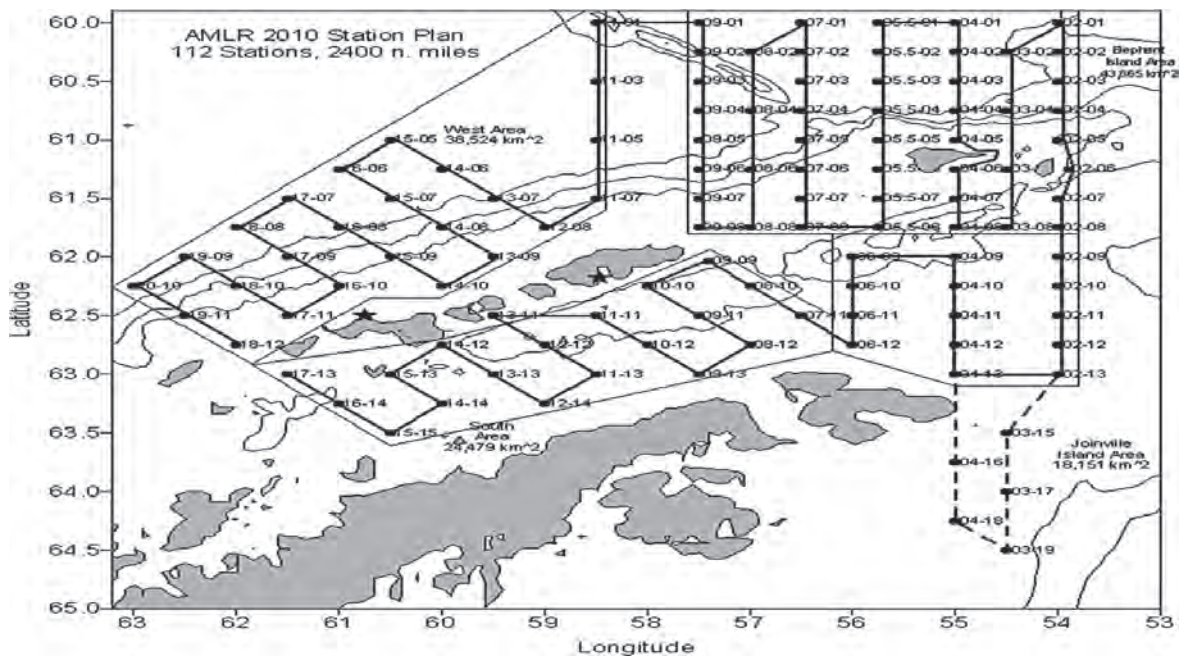 AMLR 2010 Station Plan
112 Stations, 2400 n. miles
60.0
60.5
61.0
61.5
62.0
62.5
63.0
63.5
64.0
64.5
65.0
Latitude
63 62 61 60 59 58 57 56 55 54 53
Longitude
West Area
38,524 km^2
Island Area
43,865 km^2
South
Area
24,479 km^2
Joinville
Island Area
18,151 km^2
09-01 07-01 05.5-01 04-01 02-01
09-02 08-02 07-02 05.5-02 04-02 03-02 02-02
11-03 09-03 07-03 05.5-03 04-03 02-03
09-04 08-04 07-04 05.5-04 04-04 03-04 02-04
15-05 11-05 09-05 07-05 05.5-05 04-05 02-05
16-06 14-06 09-06 08-06 07-06 04-06
17-07 15-07 13-07 11-07 09-07 07-07 05.5-07 04-07 02-07
18-08 12-08 09-08 08-08 07-08 05.5-08 04-08 03-08 02-08
19-09 17-09 15-09 13-09 09-09 04-09 02-09
20-10 18-10 14-10 10-10 08-10 06-10 04-10 02-10
19-11 17-11 13-11 11-11 09-11 07-11 06-11 04-11 02-11
18-12 14-12 12-12 10-12 08-12 06-12 04-12 02-12
17-13 15-13 13-13 11-13 09-13 04-13 02-13
16-14 14-14 12-14
15-15 03-15
04-16
03-17
04-18
03-19